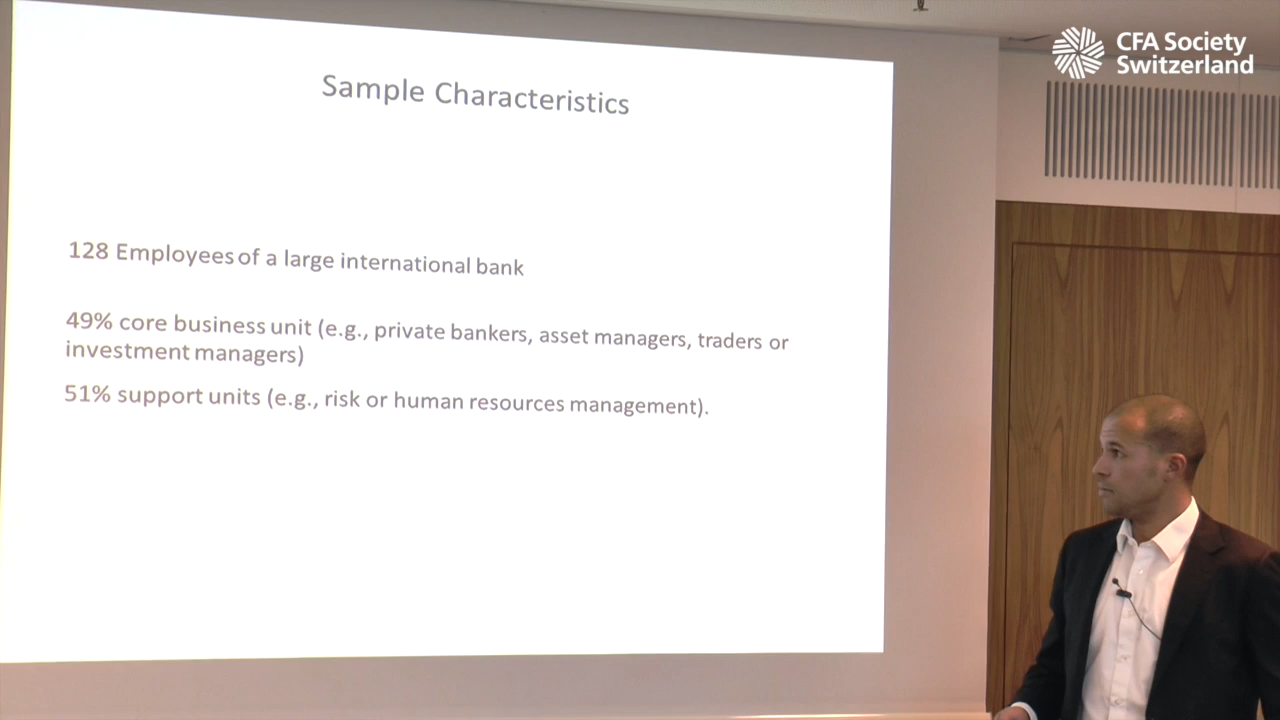 CFA Society
Switzerland
Sample Characteristics
128 Employees of a large international bank
49% core business unit (e.g., private bankers, asset managers, traders or
investment managers)
51% support units (e.g., risk or human resources management).